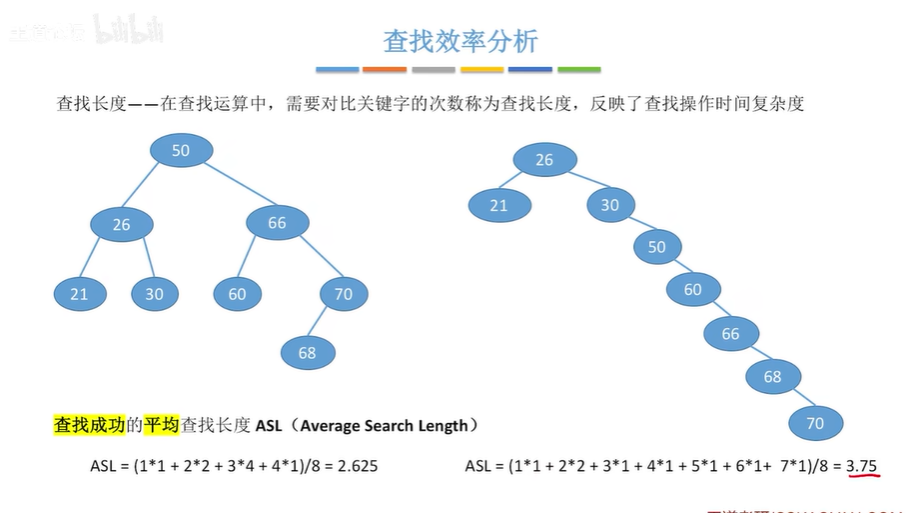 bilibili
查找效率分析
查找长度——在查找运算中，需要对比关键字的次数称为查找长度，反映了查找操作时间复杂度
50
26
66
21
30
60
70
68
26
21
30
50
60
66
68
70
查找成功的平均查找长度 ASL（Average Search Length）
ASL = (1*1 + 2*2 + 3*4 + 4*1)/8 = 2.625
ASL = (1*1 + 2*2 + 3*1 + 4*1 + 5*1 + 6*1+ 7*1)/8 = 3.75